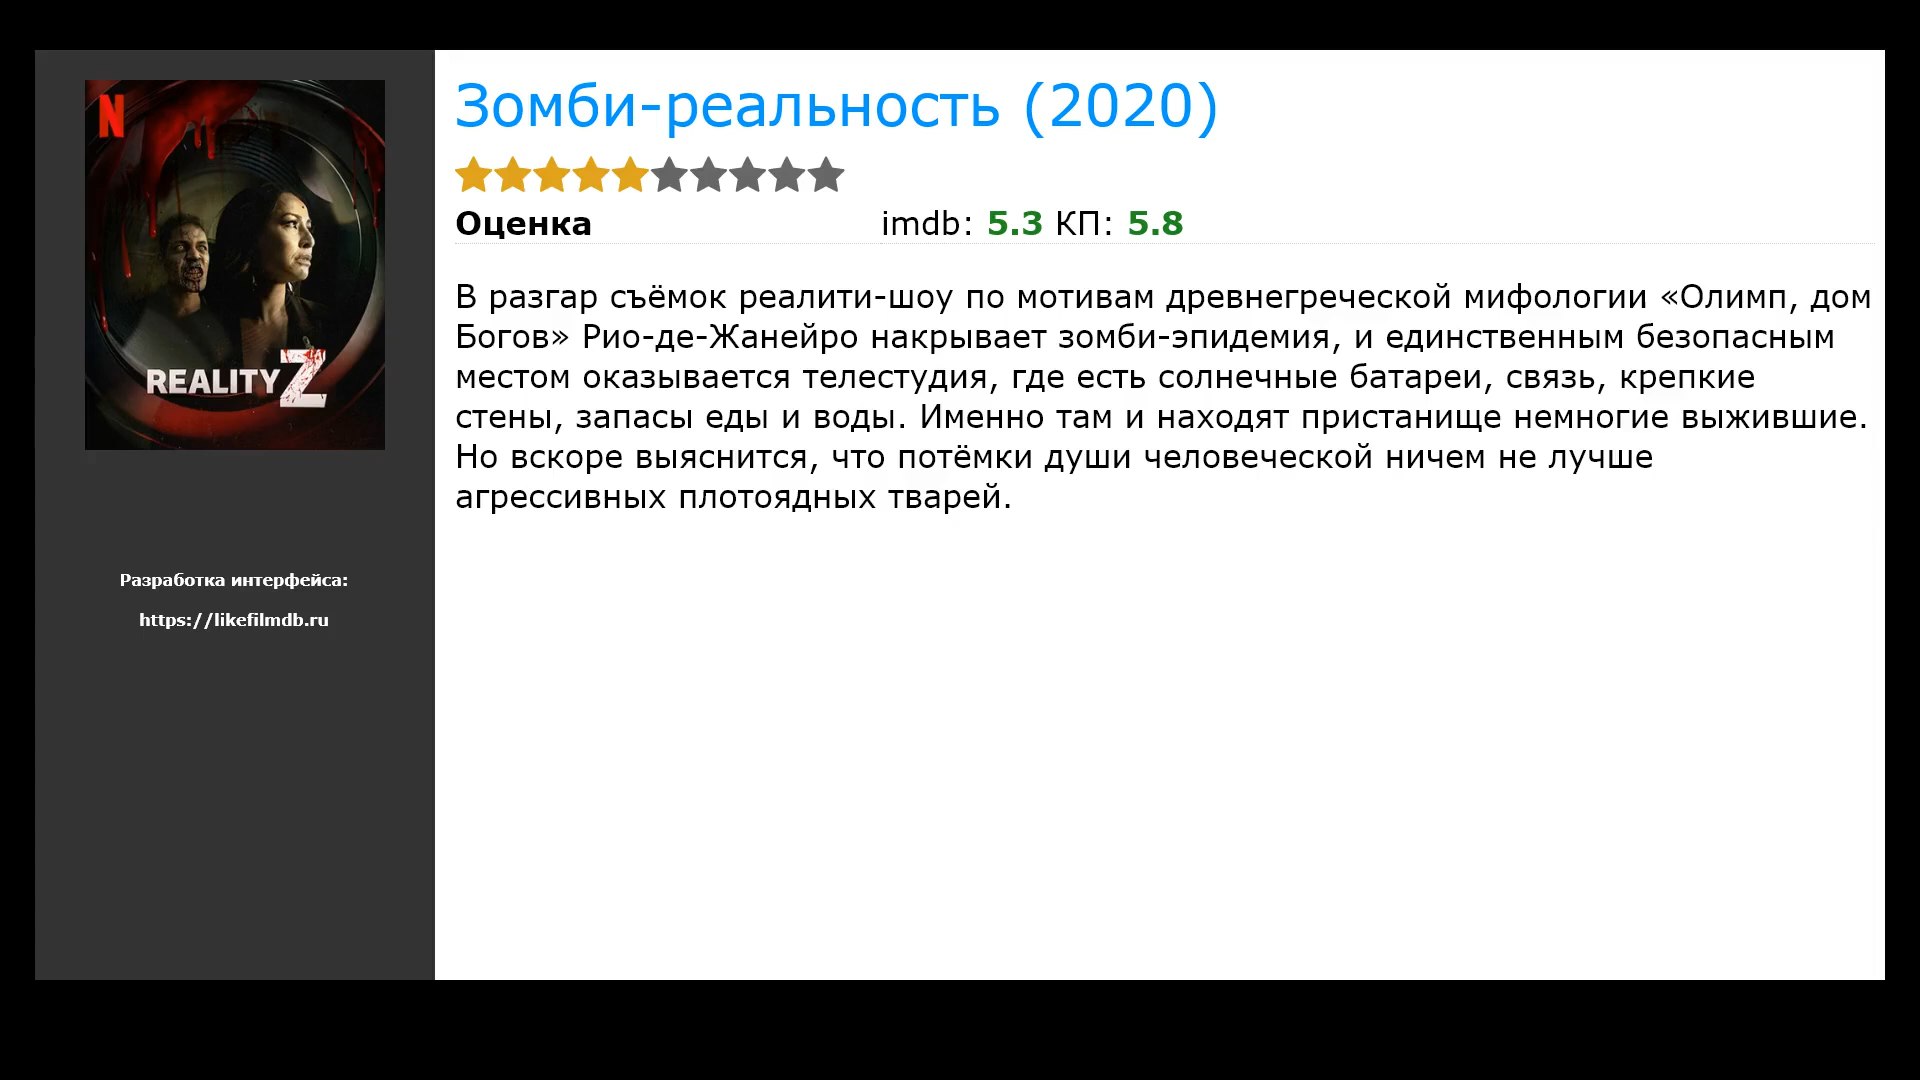 N
REALITY Z
Разработка интерфейса:
https://likefilmdb.ru
Зомби-реальность (2020)
Оценка imdb: 5.3 КП: 5.8
В разгар съёмок реалити-шоу по мотивам древнегреческой мифологии «Олимп, дом
Богов» Рио-де-Жанейро накрывает зомби-эпидемия, и единственным безопасным
местом оказывается телестудия, где есть солнечные батареи, связь, крепкие
стены, запасы еды и воды. Именно там и находят пристанище немногие выжившие.
Но вскоре выяснится, что потёмки души человеческой ничем не лучше
агрессивных плотоядных тварей.